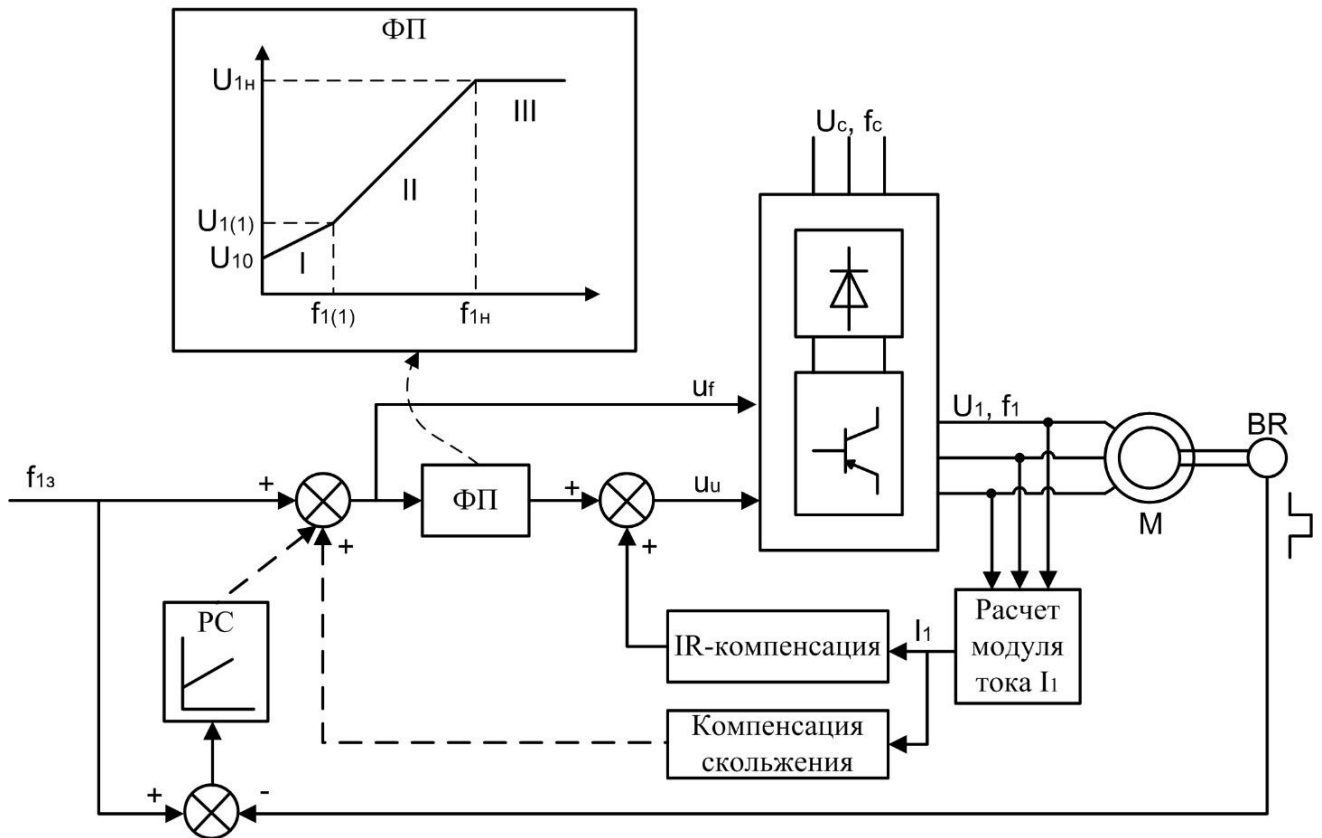 ФП
U1н
III
Uс, fс
II
U1(1)
U10
I
f1(1)
f1н
uf
U1, f1
BR
f1з
+
ФП
+
uu
M
+
+
РС
IR-компенсация
I1
Расчет
модуля
тока I1
Компенсация
скольжения
+
-